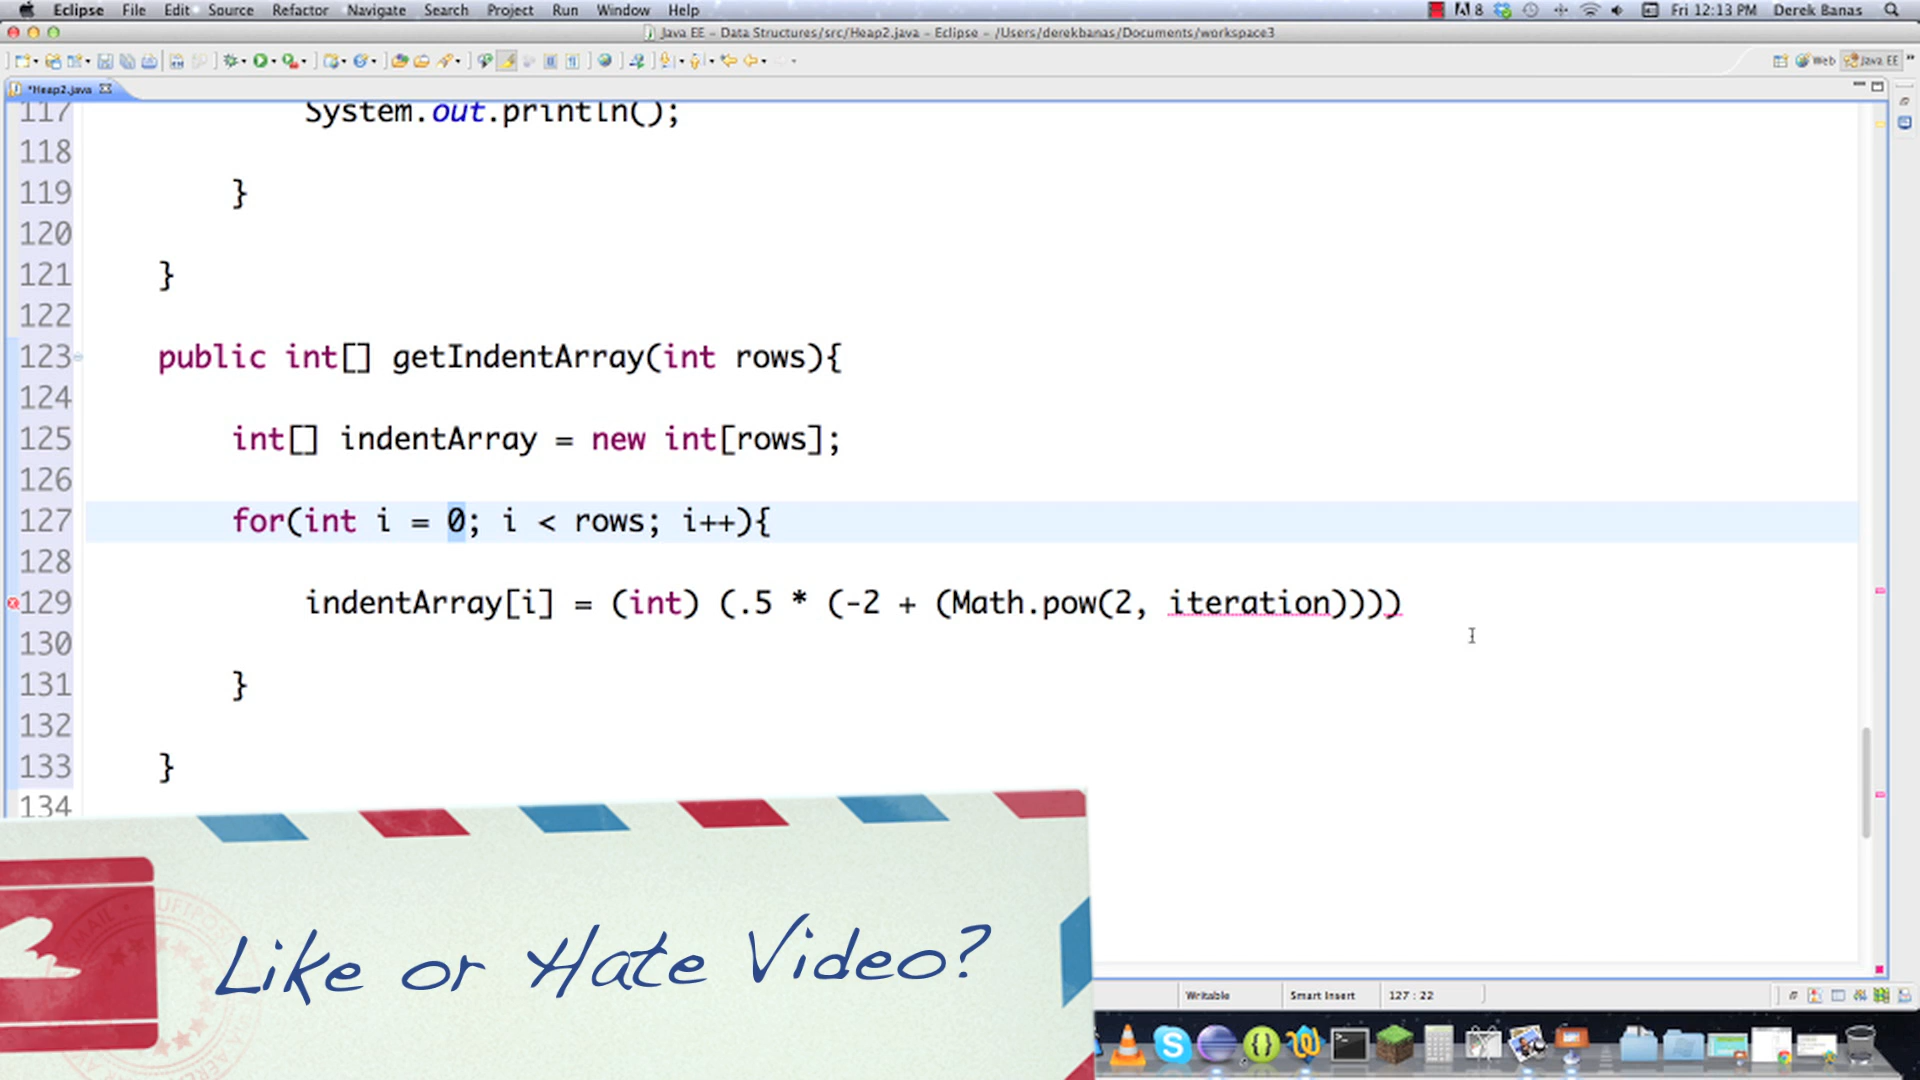 Eclipse File Edit Source Refactor Navigate Search Project Run Window Help 8 Fri 12:13 PM Derek Banas
Java EE - Data Structures/src/Heap2.java - Eclipse - /Users/derekbanas/Documents/workspace3
Web Java EE
*Heap2.java
117 System.out.println();
118
119 }
120
121 }
122
123 public int[] getIndentArray(int rows){
124
125 int[] indentArray = new int[rows];
126
127 for(int i = 0; i < rows; i++){
128
129 indentArray[i] = (int) (.5 * (-2 + (Math.pow(2, iteration))))
130
131 }
132
133 }
134
Like or Hate Video?
Writable Smart Insert 127 : 22